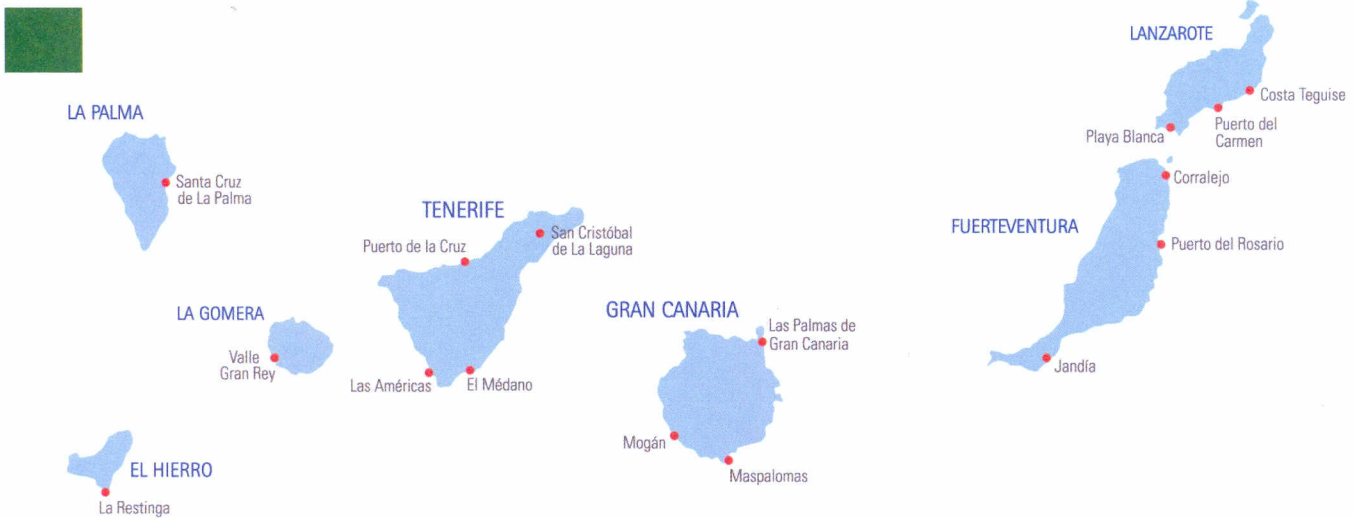 LANZAROTE
Costa Teguise
Puerto del
Carmen
Playa Blanca
LA PALMA
Santa Cruz
de La Palma
Corralejo
TENERIFE
San Cristóbal
de La Laguna
Puerto de la Cruz
FUERTEVENTURA
Puerto del Rosario
LA GOMERA
Valle
Gran Rey
GRAN CANARIA
Las Palmas de
Gran Canaria
Las Américas
El Médano
Jandía
Mogán
Maspalomas
EL HIERRO
La Restinga